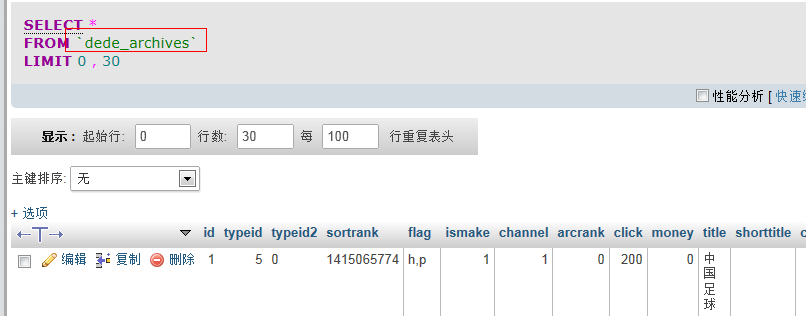 SELECT *
FROM `dede_archives`
LIMIT 0 , 30
性能分析 [
显示 : 起始行: 0 行数: 30 每 100 行重复表头
主键排序: 无
+ 选项
←T→ id typeid typeid2 sortrank flag ismake channel arcrank click money title shorttitle
编辑 复制 删除 1 5 0 1415065774 h,p 1 1 0 200 0 中
国
足
球